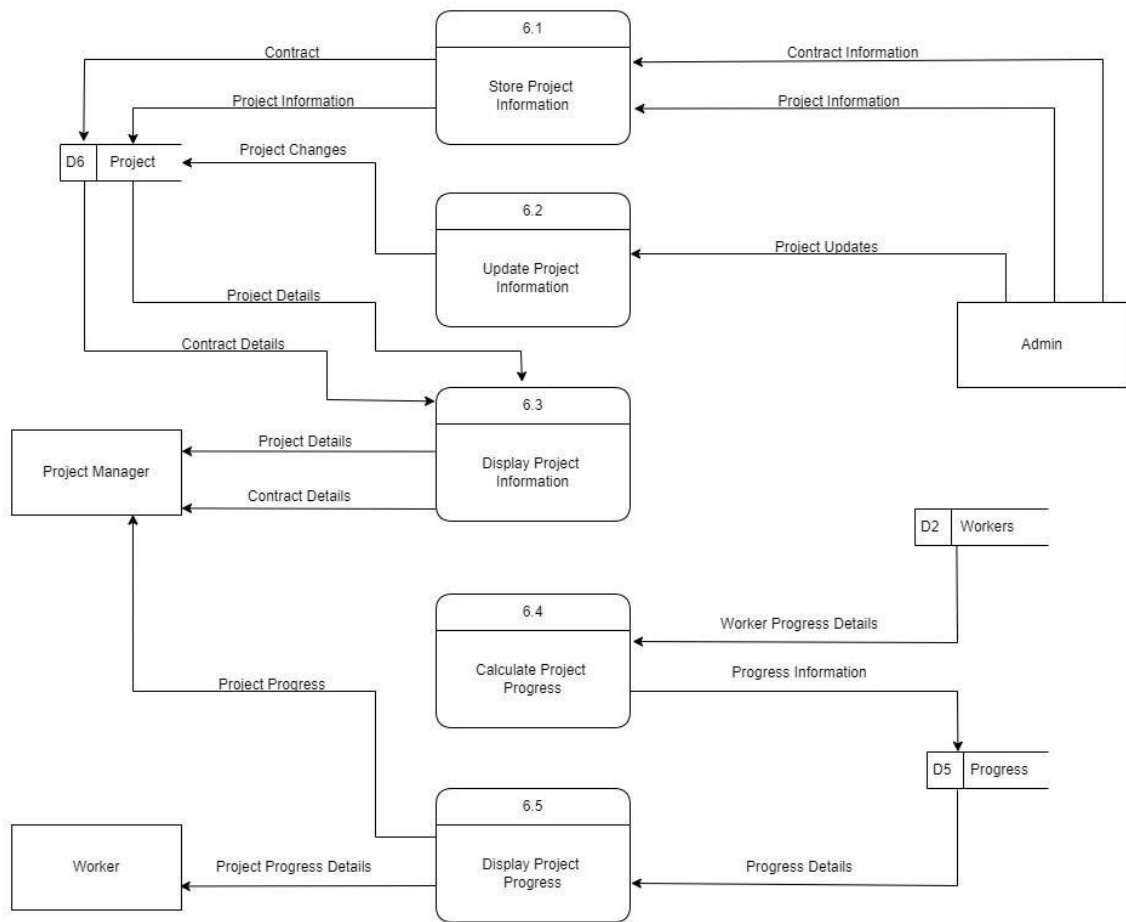 6.1
Contract
Contract Information
Store Project
Information
Project Information
Project Information
D6
Project
Project Changes
6.2
Project Updates
Update Project
Information
Project Details
Contract Details
Admin
6.3
Project Details
Project Manager
Display Project
Information
Contract Details
D2
Workers
6.4
Worker Progress Details
Calculate Project
Progress
Progress Information
Project Progress
D5
Progress
6.5
Worker
Project Progress Details
Display Project
Progress
Progress Details